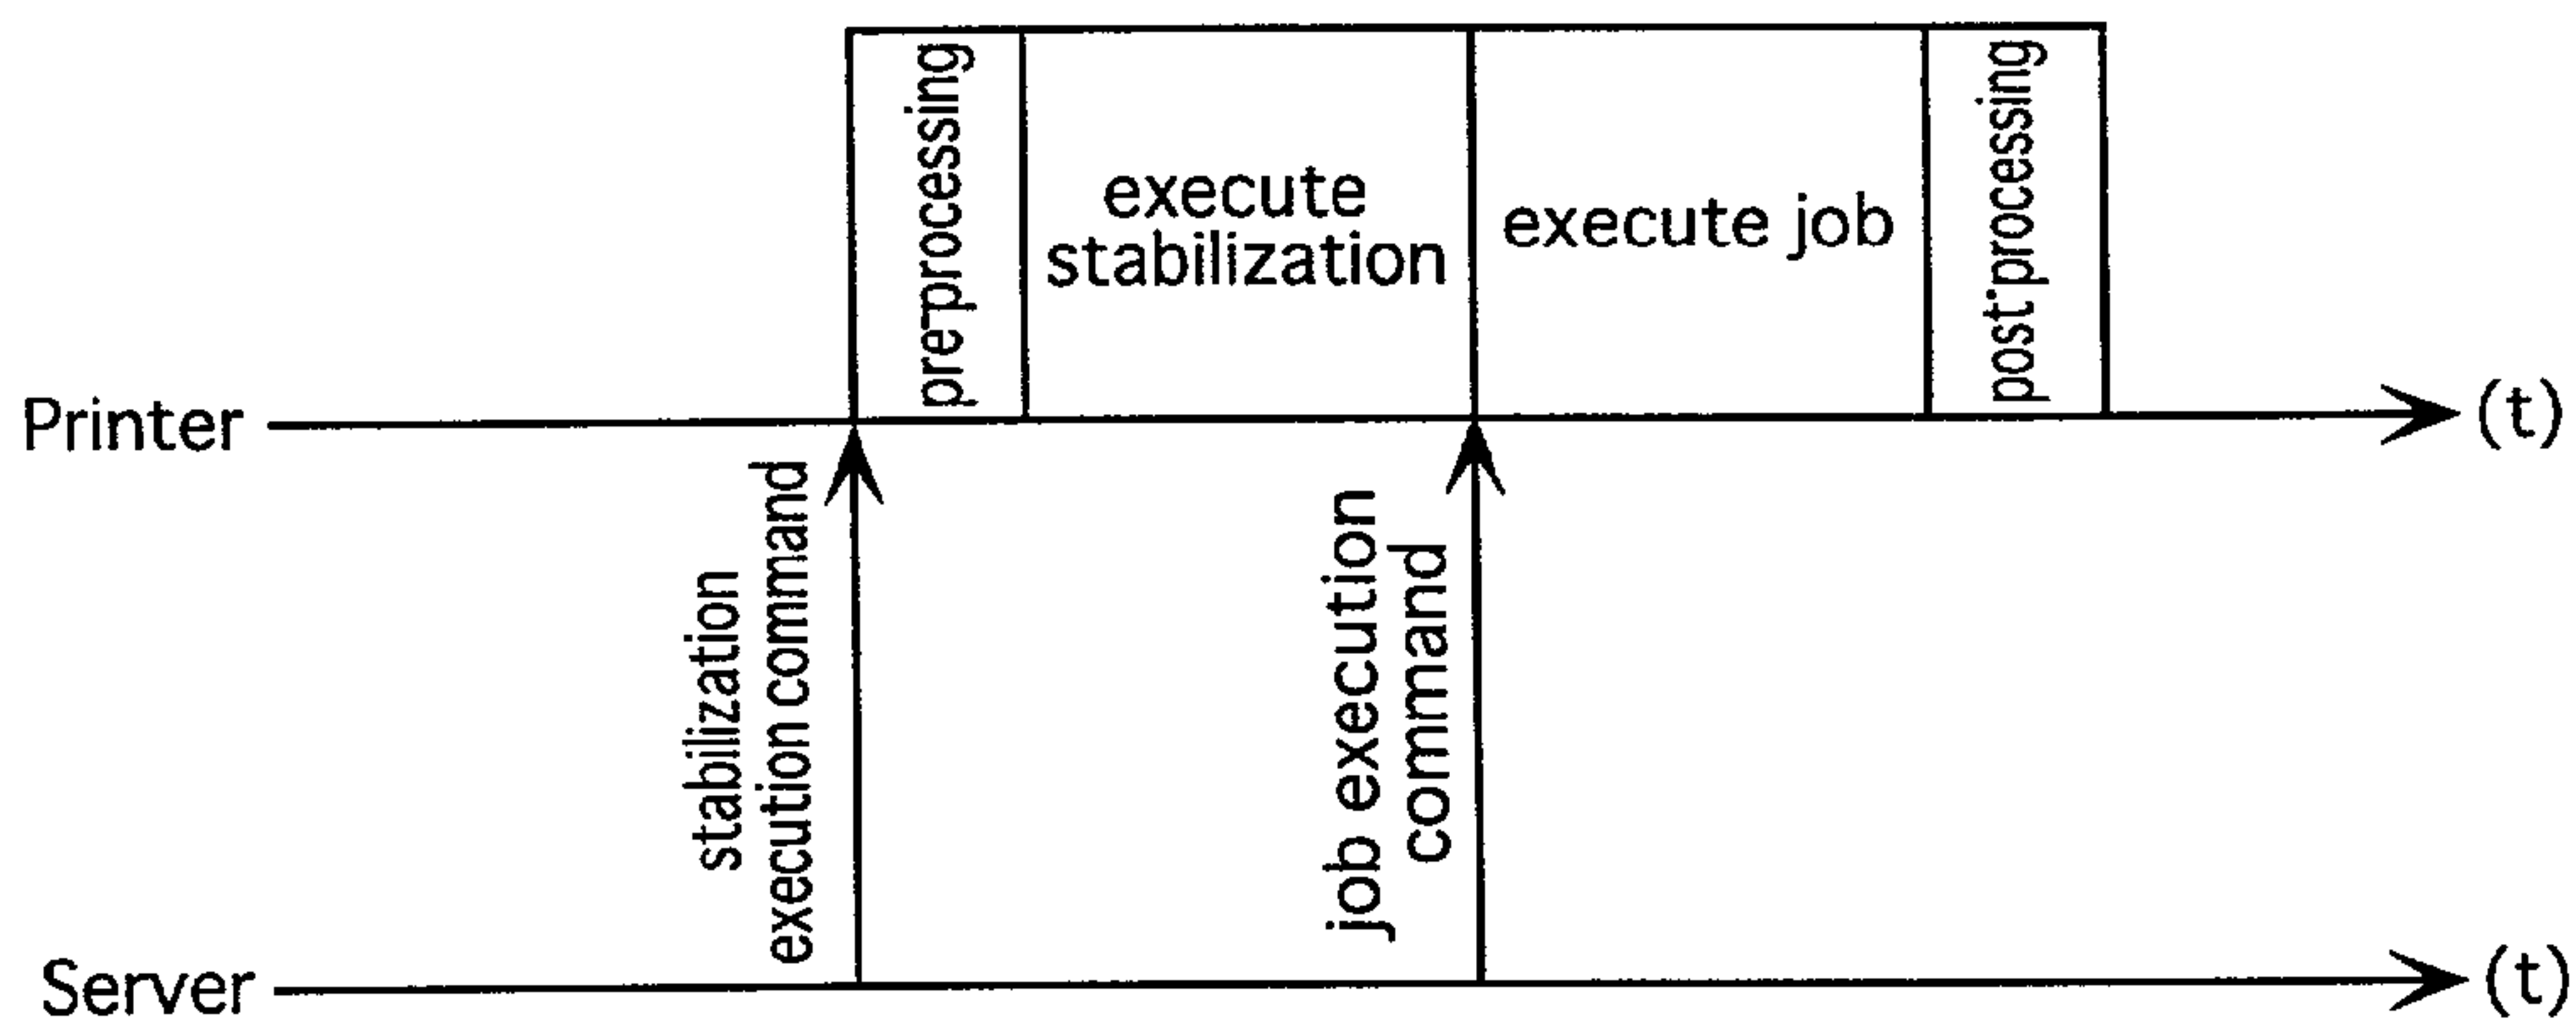 pre-processing
execute
stabilization
execute job
post-processing
Printer
(t)
stabilization
execution command
job execution
command
Server
(t)